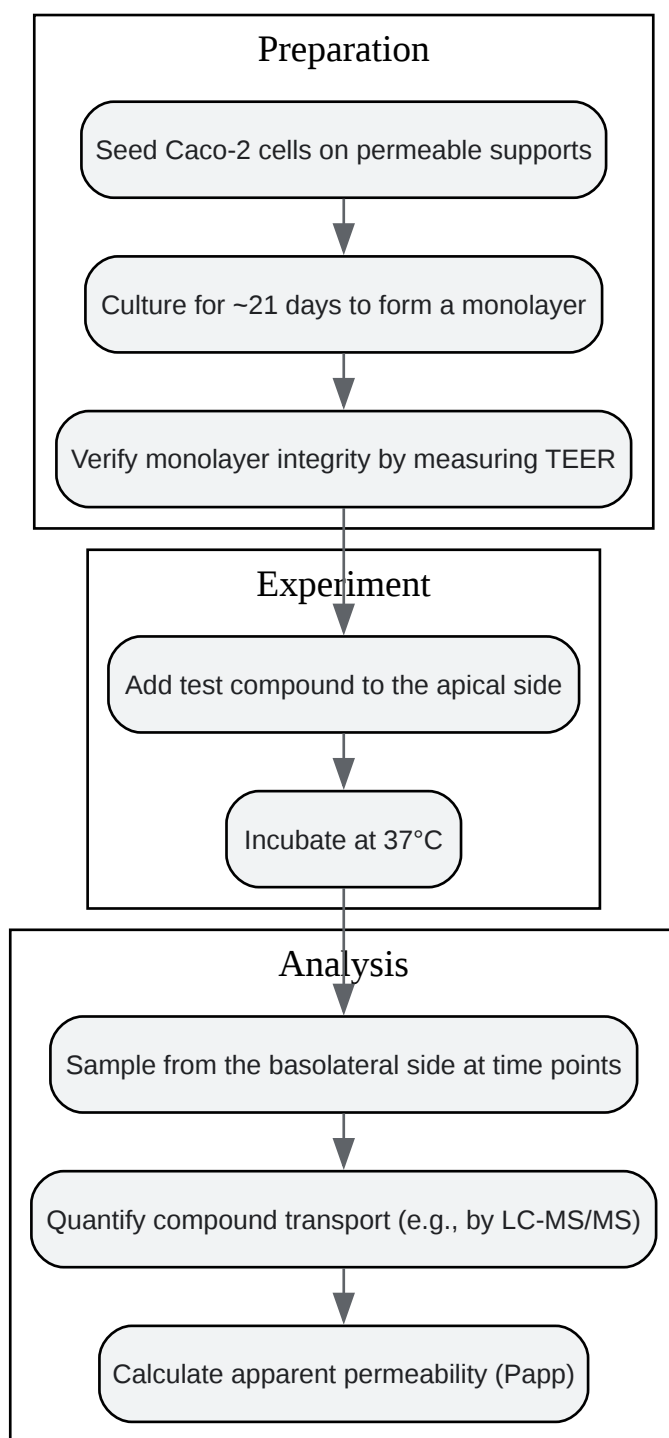 Preparation
Seed Caco-2 cells on permeable supports
Culture for ~21 days to form a monolayer
Verify monolayer integrity by measuring TEER
Experiment
Add test compound to the apical side
Incubate at 37°C
Analysis
Sample from the basolateral side at time points
Quantify compound transport (e.g., by LC-MS/MS)
Calculate apparent permeability (Papp)